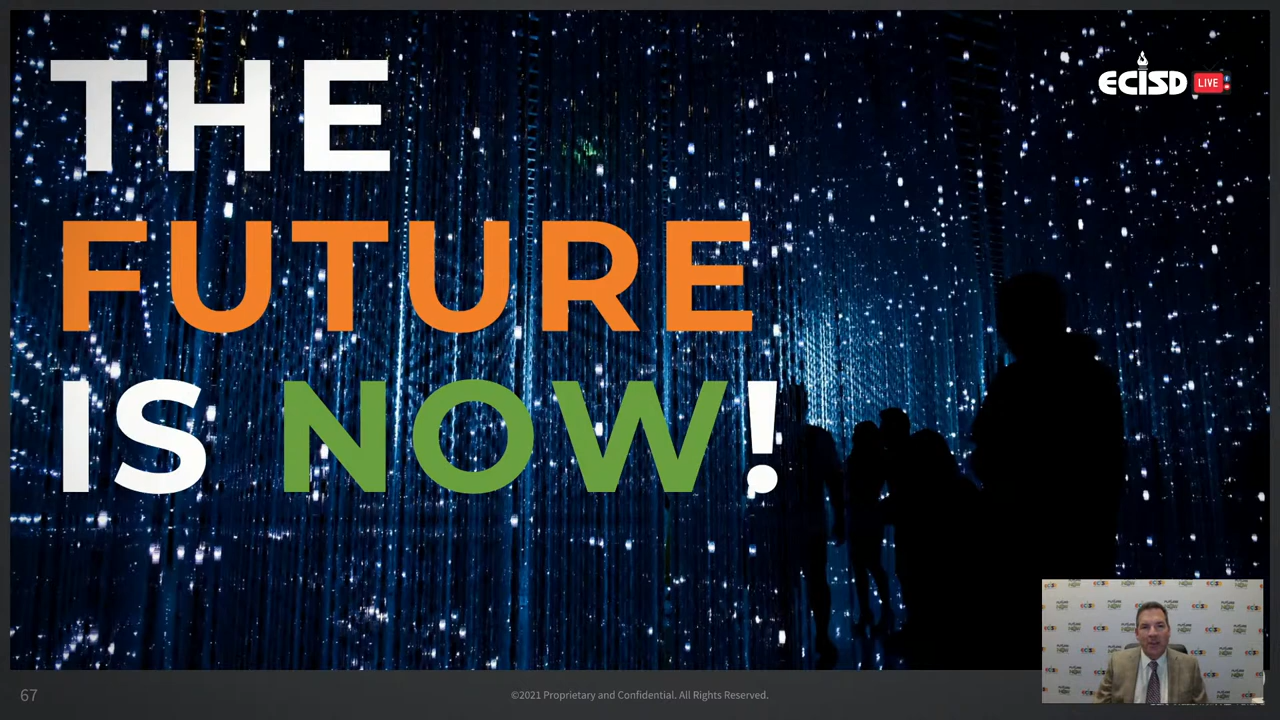 THE
ECISD LIVE
FUTURE
IS NOW!
67
©2021 Proprietary and Confidential. All Rights Reserved.